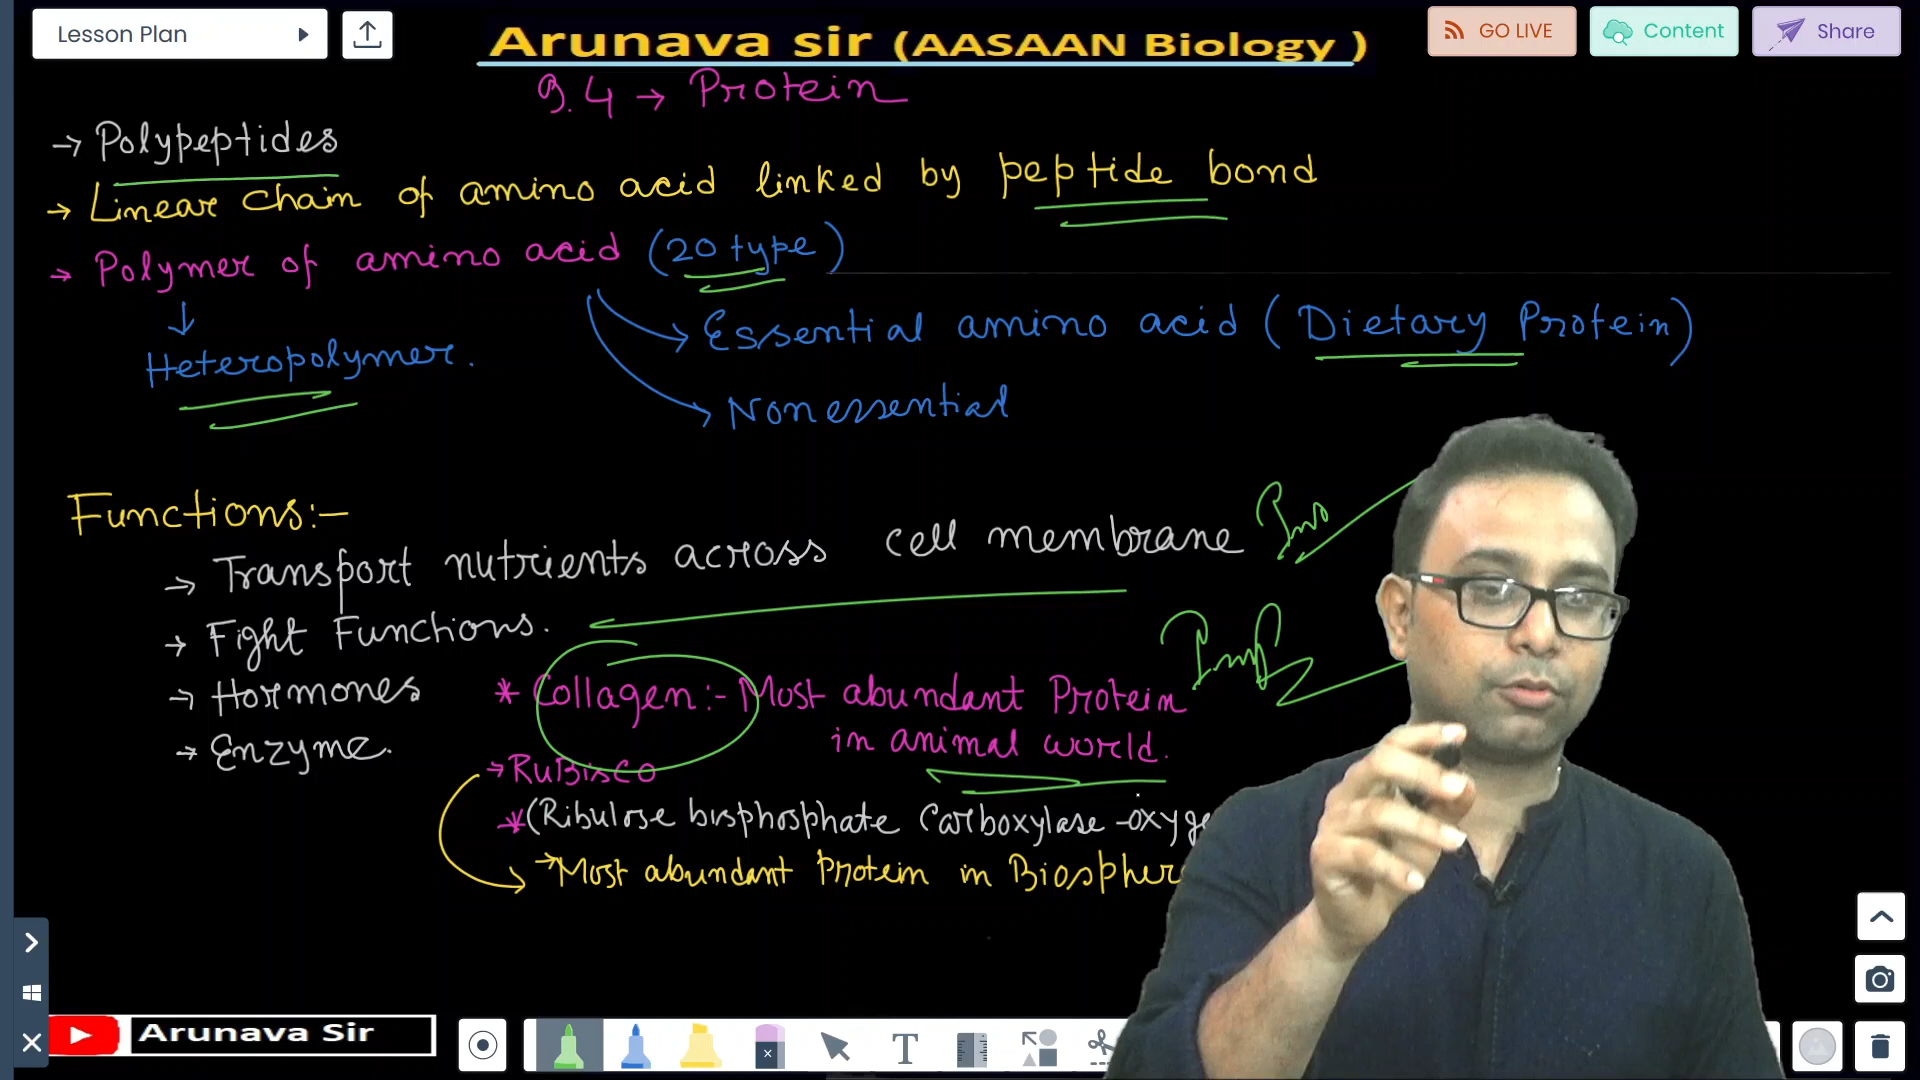 Lesson Plan
Arunava sir (AASAAN Biology )
GO LIVE
Content
Share
9.4 → Protein
→ Polypeptides
→ Linear chain of amino acid linked by peptide bond
→ Polymer of amino acid (20 type)
↓
→ Essential amino acid (Dietary Protein)
Heteropolymer.
→ Nonessential
Functions:-
→ Transport nutrients across cell membrane
→ Fight Functions.
→ Hormones
* Collagen:- Most abundant Protein
in animal world.
→ Enzyme.
→ RuBisCO
* (Ribulose bisphosphate Carboxylase -
→ Most abundant Protein in
Arunava Sir
T